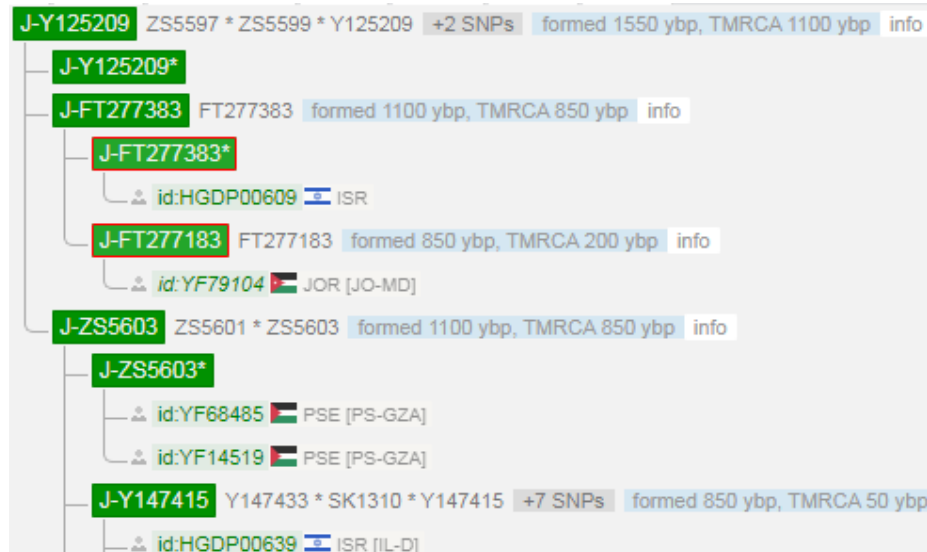 J-Y125209 ZS5597 * ZS5599 * Y125209 +2 SNPs formed 1550 ybp, TMRCA 1100 ybp info
J-Y125209*
J-FT277383 FT277383 formed 1100 ybp, TMRCA 850 ybp info
J-FT277383*
id:HGDP00609 ISR
J-FT277183 FT277183 formed 850 ybp, TMRCA 200 ybp info
id:YF79104 JOR [JO-MD]
J-ZS5603 ZS5601 * ZS5603 formed 1100 ybp, TMRCA 850 ybp info
J-ZS5603*
id:YF68485 PSE [PS-GZA]
id:YF14519 PSE [PS-GZA]
J-Y147415 Y147433 * SK1310 * Y147415 +7 SNPs formed 850 ybp, TMRCA 50 ybp
id:HGDP00639 ISR [IL-D]